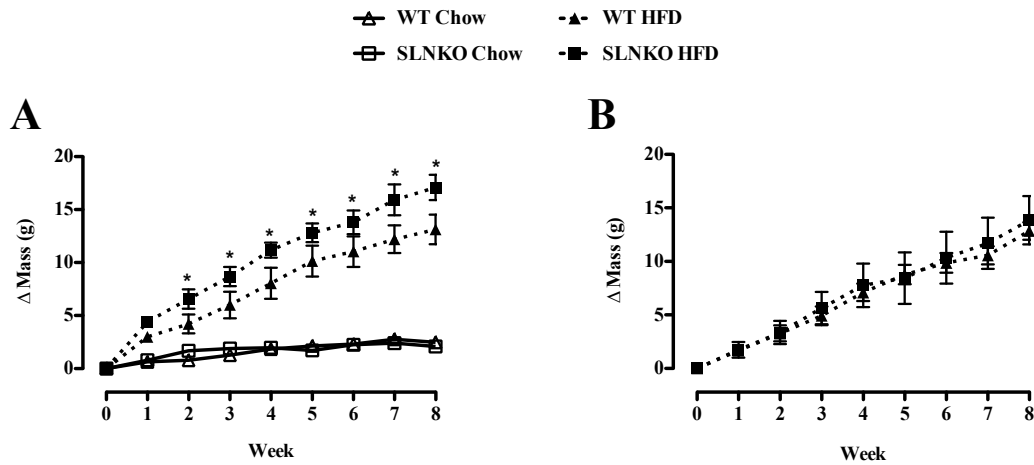 WT Chow
WT HFD
SLNKO Chow
SLNKO HFD
A
B
20
15
10
5
0
Δ Mass (g)
* * * * * * *
0 1 2 3 4 5 6 7 8
Week
20
15
10
5
0
Δ Mass (g)
0 1 2 3 4 5 6 7 8
Week